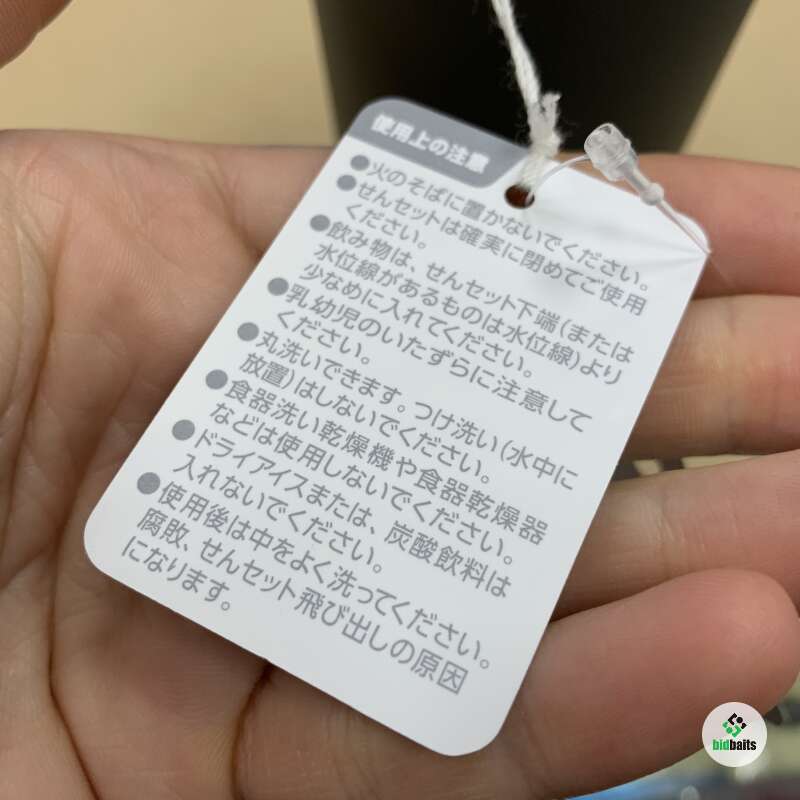 使用上の注意
●火のそばに置かないでください。
●せんセットは確実に閉めてご使用
ください。
●飲み物は、せんセット下端(または
水位線があるものは水位線)より
少なめに入れてください。
●乳幼児のいたずらに注意して
ください。
●丸洗いできます。つけ洗い(水中に
放置)はしないでください。
●食器洗い乾燥機や食器乾燥器
などは使用しないでください。
●ドライアイスまたは、炭酸飲料は
入れないでください。
●使用後は中をよく洗ってください。
腐敗、せんセット飛び出しの原因
になります。
bidbaits